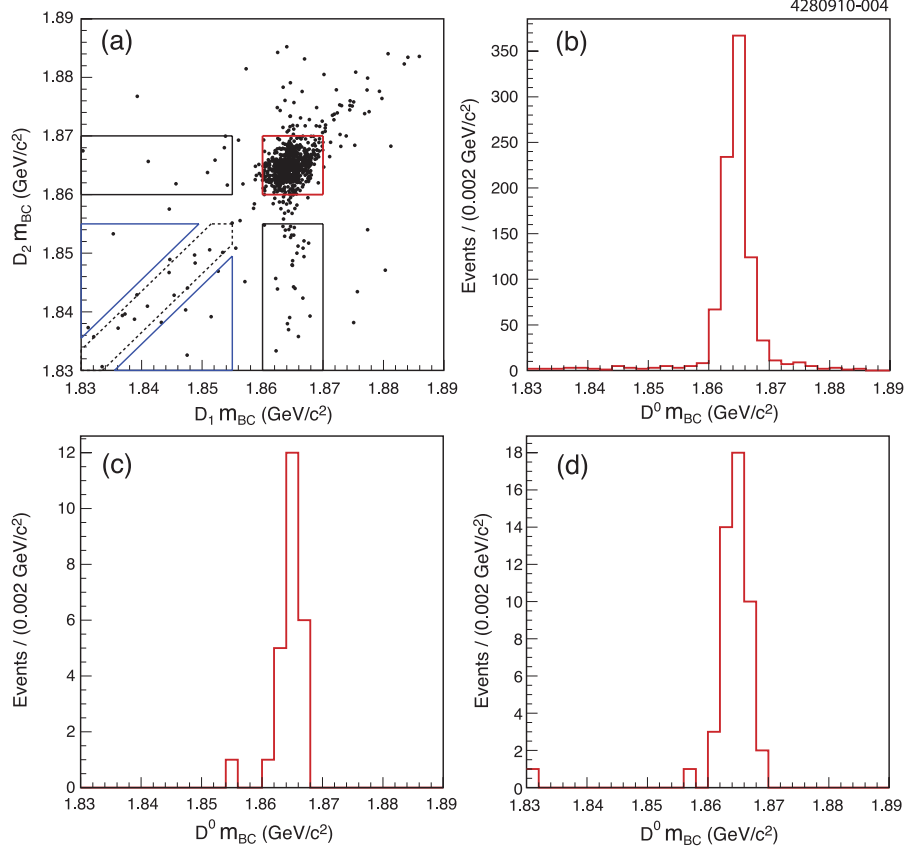 4280910-004
(a)
1.89
1.88
1.87
1.86
1.85
1.84
1.83
D2 mBC (GeV/c²)
1.83 1.84 1.85 1.86 1.87 1.88 1.89
D1 mBC (GeV/c²)
(b)
350
300
250
200
150
100
50
0
Events / (0.002 GeV/c²)
1.83 1.84 1.85 1.86 1.87 1.88 1.89
D⁰ mBC (GeV/c²)
(c)
12
10
8
6
4
2
0
Events / (0.002 GeV/c²)
1.83 1.84 1.85 1.86 1.87 1.88 1.89
D⁰ mBC (GeV/c²)
(d)
18
16
14
12
10
8
6
4
2
0
Events / (0.002 GeV/c²)
1.83 1.84 1.85 1.86 1.87 1.88 1.89
D⁰ mBC (GeV/c²)